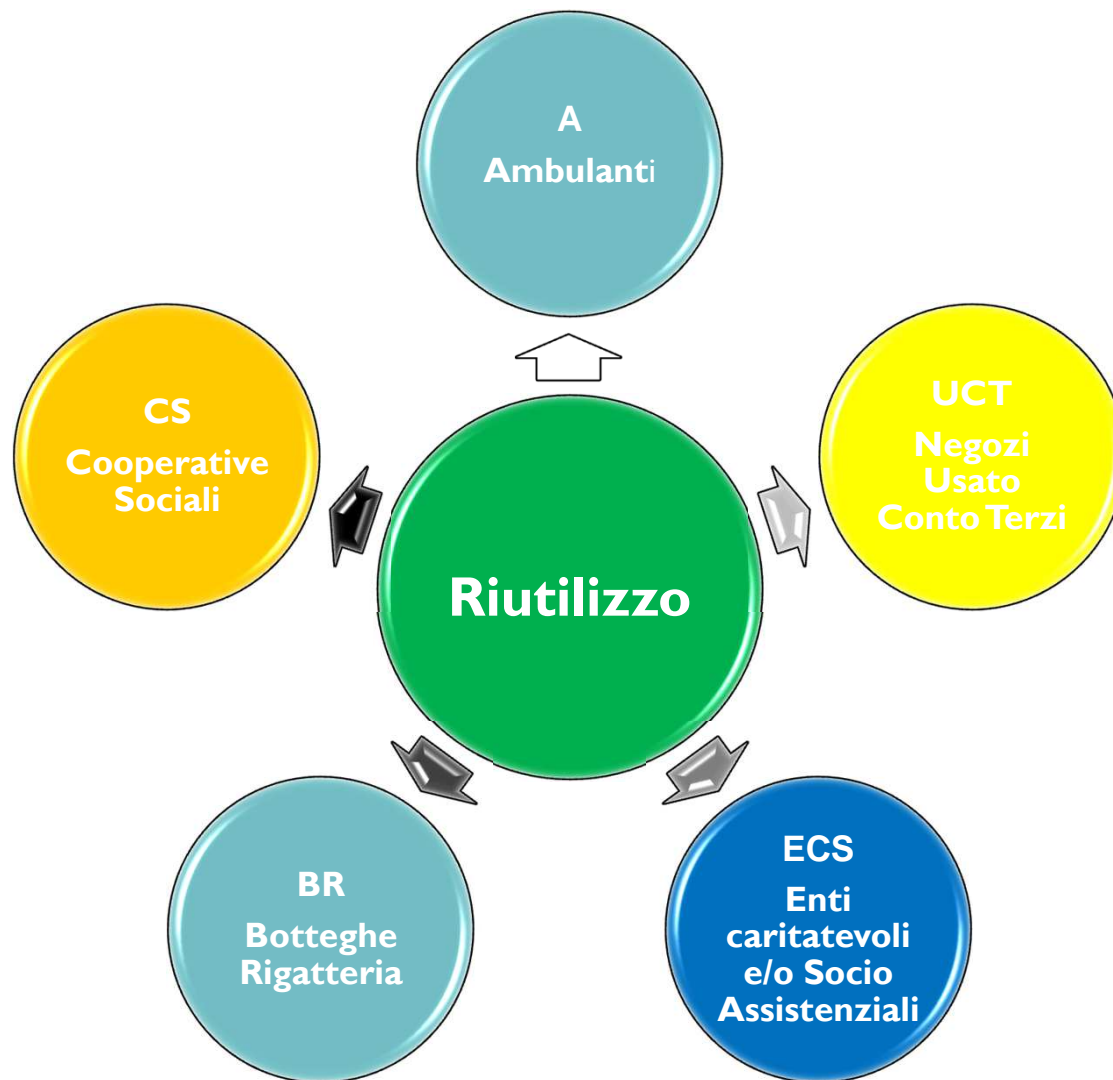 A
Ambulanti
CS
Cooperative
Sociali
UCT
Negozi
Usato
Conto Terzi
Riutilizzo
BR
Botteghe
Rigatteria
ECS
Enti
caritatevoli
e/o Socio
Assistenziali